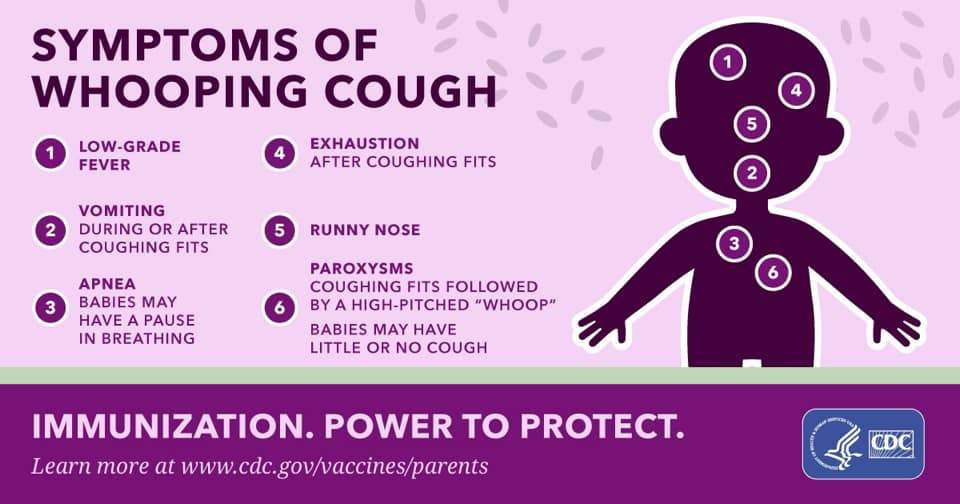 SYMPTOMS OF
WHOOPING COUGH
1 LOW-GRADE
FEVER
2 VOMITING
DURING OR AFTER
COUGHING FITS
3 APNEA
BABIES MAY
HAVE A PAUSE
IN BREATHING
4 EXHAUSTION
AFTER COUGHING FITS
5 RUNNY NOSE
6 PAROXYSMS
COUGHING FITS FOLLOWED
BY A HIGH-PITCHED “WHOOP”
BABIES MAY HAVE
LITTLE OR NO COUGH
1
4
5
2
3
6
IMMUNIZATION. POWER TO PROTECT.
Learn more at www.cdc.gov/vaccines/parents
CDC